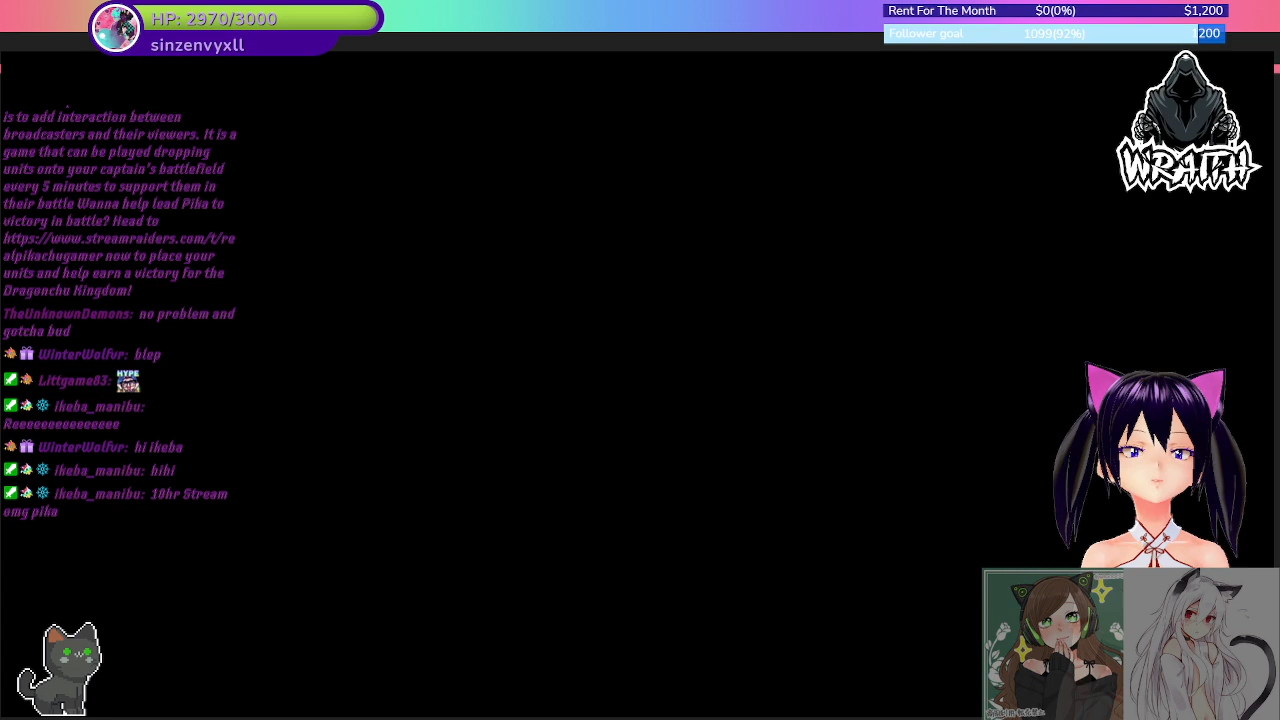 HP: 2970/3000
sinzenvyxll
Rent For The Month $0(0%) $1,200
Follower goal 1099(92%) 1200
WRATH
is to add interaction between
broadcasters and their viewers. It is a
game that can be played dropping
units onto your captain's battlefield
every 5 minutes to support them in
their battle Wanna help lead Pika to
victory in battle? Head to
https://www.streamraiders.com/t/re
alpikachugamer now to place your
units and help earn a victory for the
Dragonchu Kingdom!
TheUnknownDemons: no problem and
gotcha bud
WinterWolfvr: blep
Littgame83: HYPE
ikeba_manibu:
Reeeeeeeeeeeeeee
WinterWolfvr: hi ikeba
ikeba_manibu: hihi
ikeba_manibu: 10hr Stream
omg pika